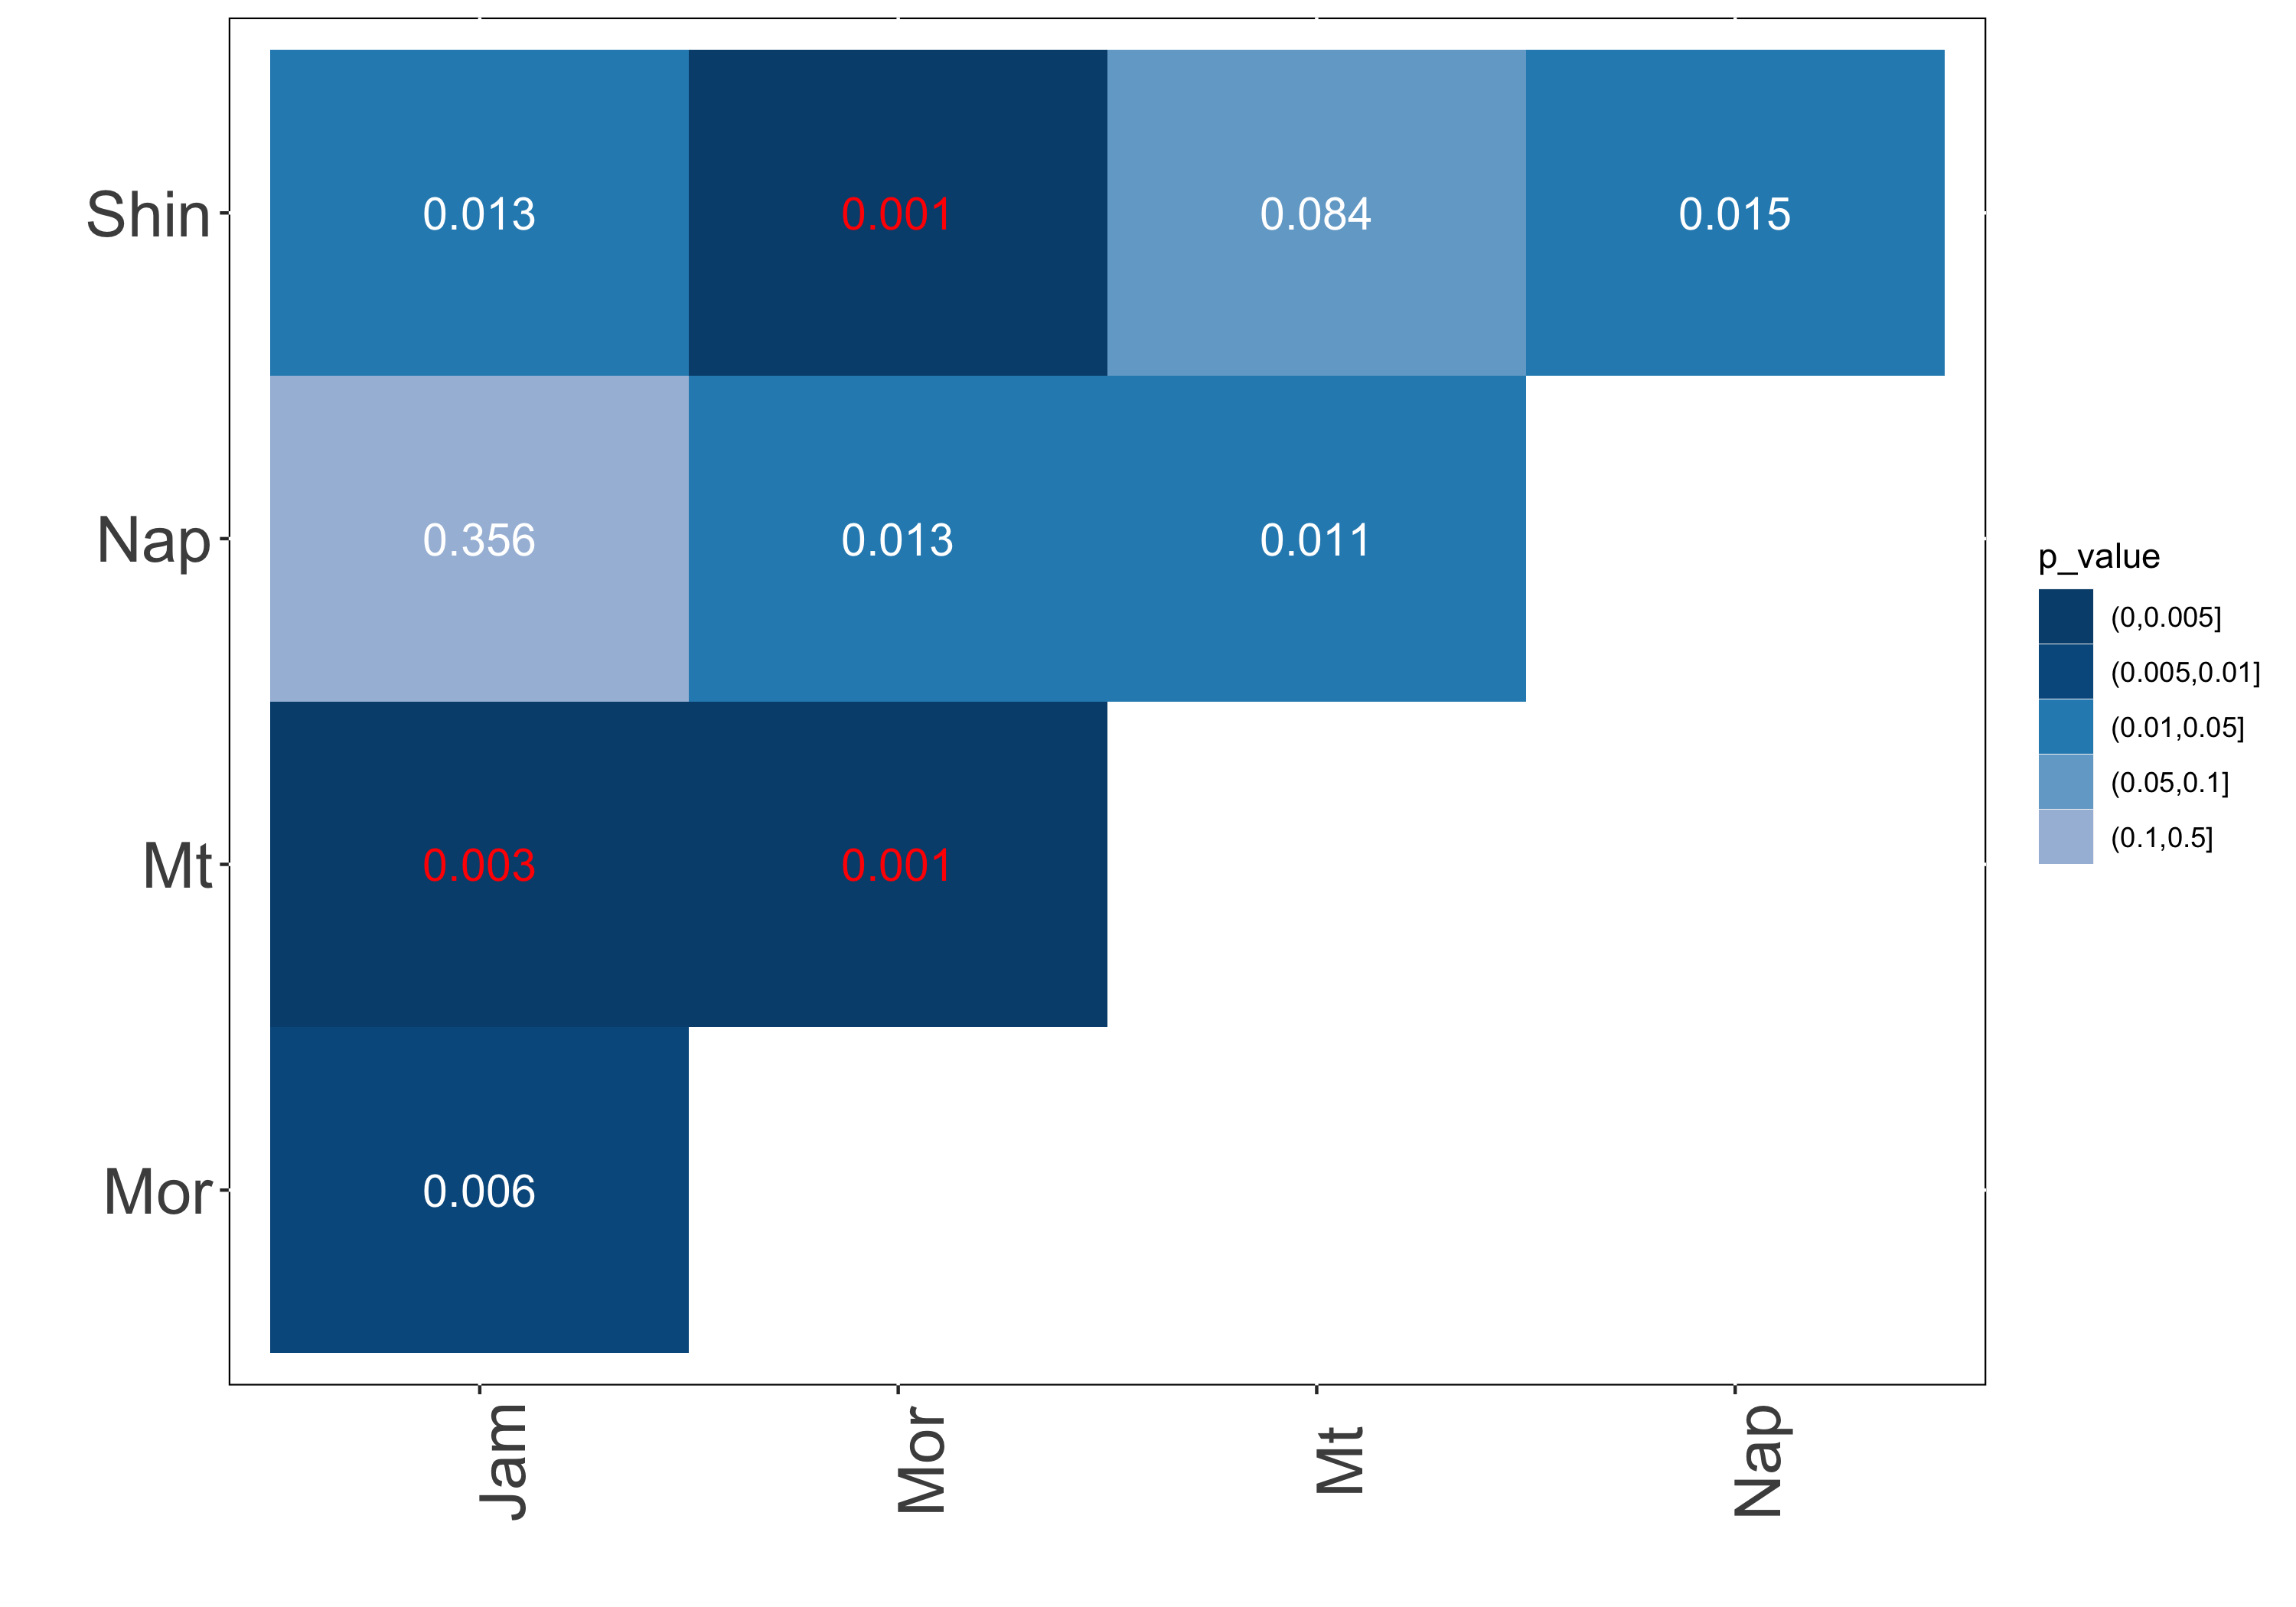 Shin 0.013 0.001 0.084 0.015
Nap 0.356 0.013 0.011
Mt 0.003 0.001
Mor 0.006
Jam Mor Mt Nap
p_value
(0,0.005]
(0.005,0.01]
(0.01,0.05]
(0.05,0.1]
(0.1,0.5]